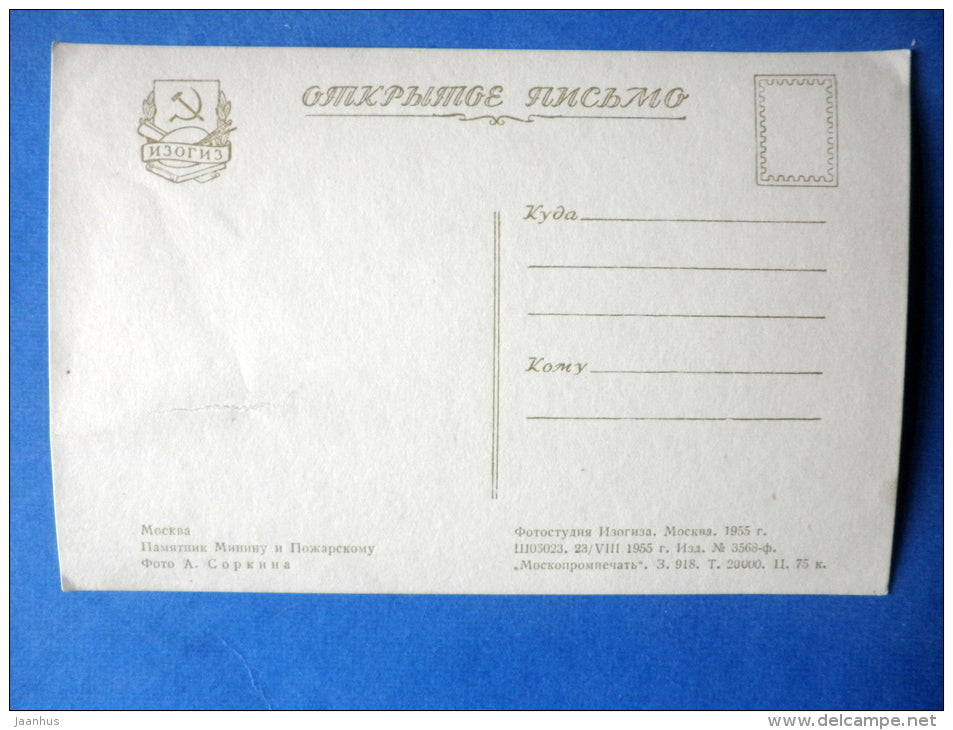 ОТКРЫТОЕ ПИСЬМО
ИЗОГИЗ
Куда
Кому
Москва
Памятник Минину и Пожарскому
Фото А. Соркина
Фотостудия Изогиза. Москва. 1955 г.
Ш05023. 23/VIII 1955 г. Изд. № 3568-ф.
„Москопромпечать“. З. 918. Т. 20000. Ц. 75 к.
Jaanhus
www.delcampe.net